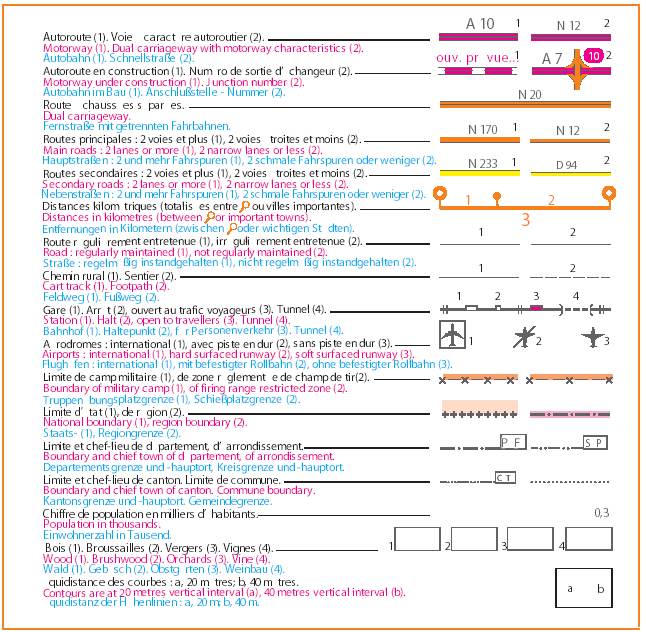 A 10 1 N 12 2
Autoroute (1). Voie caract re autoroutier (2).
Motorway (1). Dual carriageway with motorway characteristics (2).
Autobahn (1). Schnellstraße (2).
ouv. pr vue.. 1 A 7 10 2
Autoroute en construction (1). Num ro de sortie d' changeur (2).
Motorway under construction (1). Junction number (2).
Autobahn im Bau (1). Anschlußstelle - Nummer (2).
N 20
Route chauss es s par es.
Dual carriageway.
Fernstraße mit getrennten Fahrbahnen.
N 170 1 N 12 2
Routes principales : 2 voies et plus (1), 2 voies troites et moins (2).
Main roads : 2 lanes or more (1), 2 narrow lanes or less (2).
Hauptstraßen : 2 und mehr Fahrspuren (1), 2 schmale Fahrspuren oder weniger (2).
N 233 1 D 94 2
Routes secondaires : 2 voies et plus (1), 2 voies troites et moins (2).
Secondary roads : 2 lanes or more (1), 2 narrow lanes or less (2).
Nebenstraßen : 2 und mehr Fahrspuren (1), 2 schmale Fahrspuren oder weniger (2).
1 2
Distances kilom triques (totalis es entre ou villes importantes).
3
Distances in kilometres (between or important towns).
Entfernungen in Kilometern (zwischen oder wichtigen St dten).
1 2
Route r guli rement entretenue (1), irr guli rement entretenue (2).
Road : regularly maintained (1), not regularly maintained (2).
Straße : regelm ßig instandgehalten (1), nicht regelm ßig instandgehalten (2).
1 2
Chemin rural (1). Sentier (2).
Cart track (1). Footpath (2).
Feldweg (1). Fußweg (2).
1 2 3 4
Gare (1). Arr t (2), ouvert au trafic voyageurs (3). Tunnel (4).
Station (1). Halt (2), open to travellers (3). Tunnel (4).
Bahnhof (1). Haltepunkt (2), f r Personenverkehr (3). Tunnel (4).
1 2 3
A rodromes : international (1), avec piste en dur (2), sans piste en dur (3).
Airports : international (1), hard surfaced runway (2), soft surfaced runway (3).
Flugh fen : international (1), mit befestigter Rollbahn (2), ohne befestigter Rollbahn (3).
Limite de camp militaire (1), de zone r glement e de champ de tir(2).
Boundary of military camp (1), of firing range restricted zone (2).
Truppen bungsplatzgrenze (1), Schießplatzgrenze (2).
Limite d' tat (1), de r gion (2).
National boundary (1), region boundary (2).
Staats- (1), Regiongrenze (2).
P F S P
Limite et chef-lieu de d partement, d' arrondissement.
Boundary and chief town of d partement, of arrondissement.
Departementsgrenze und -hauptort, Kreisgrenze und -hauptort.
C T
Limite et chef-lieu de canton. Limite de commune.
Boundary and chief town of canton. Commune boundary.
Kantonsgrenze und -hauptort. Gemeindegrenze.
Chiffre de population en milliers d' habitants. 0,3
Population in thousands.
Einwohnerzahl in Tausend.
1 2 3 4
Bois (1). Broussailles (2). Vergers (3). Vignes (4).
Wood (1). Brushwood (2). Orchards (3). Vine (4).
Wald (1). Geb sch (2). Obstg rten (3). Weinbau (4).
quidistance des courbes : a, 20 m tres; b, 40 m tres.
Contours are at 20 metres vertical interval (a), 40 metres vertical interval (b).
quidistanz der H henlinien : a, 20 m; b, 40 m.
a b